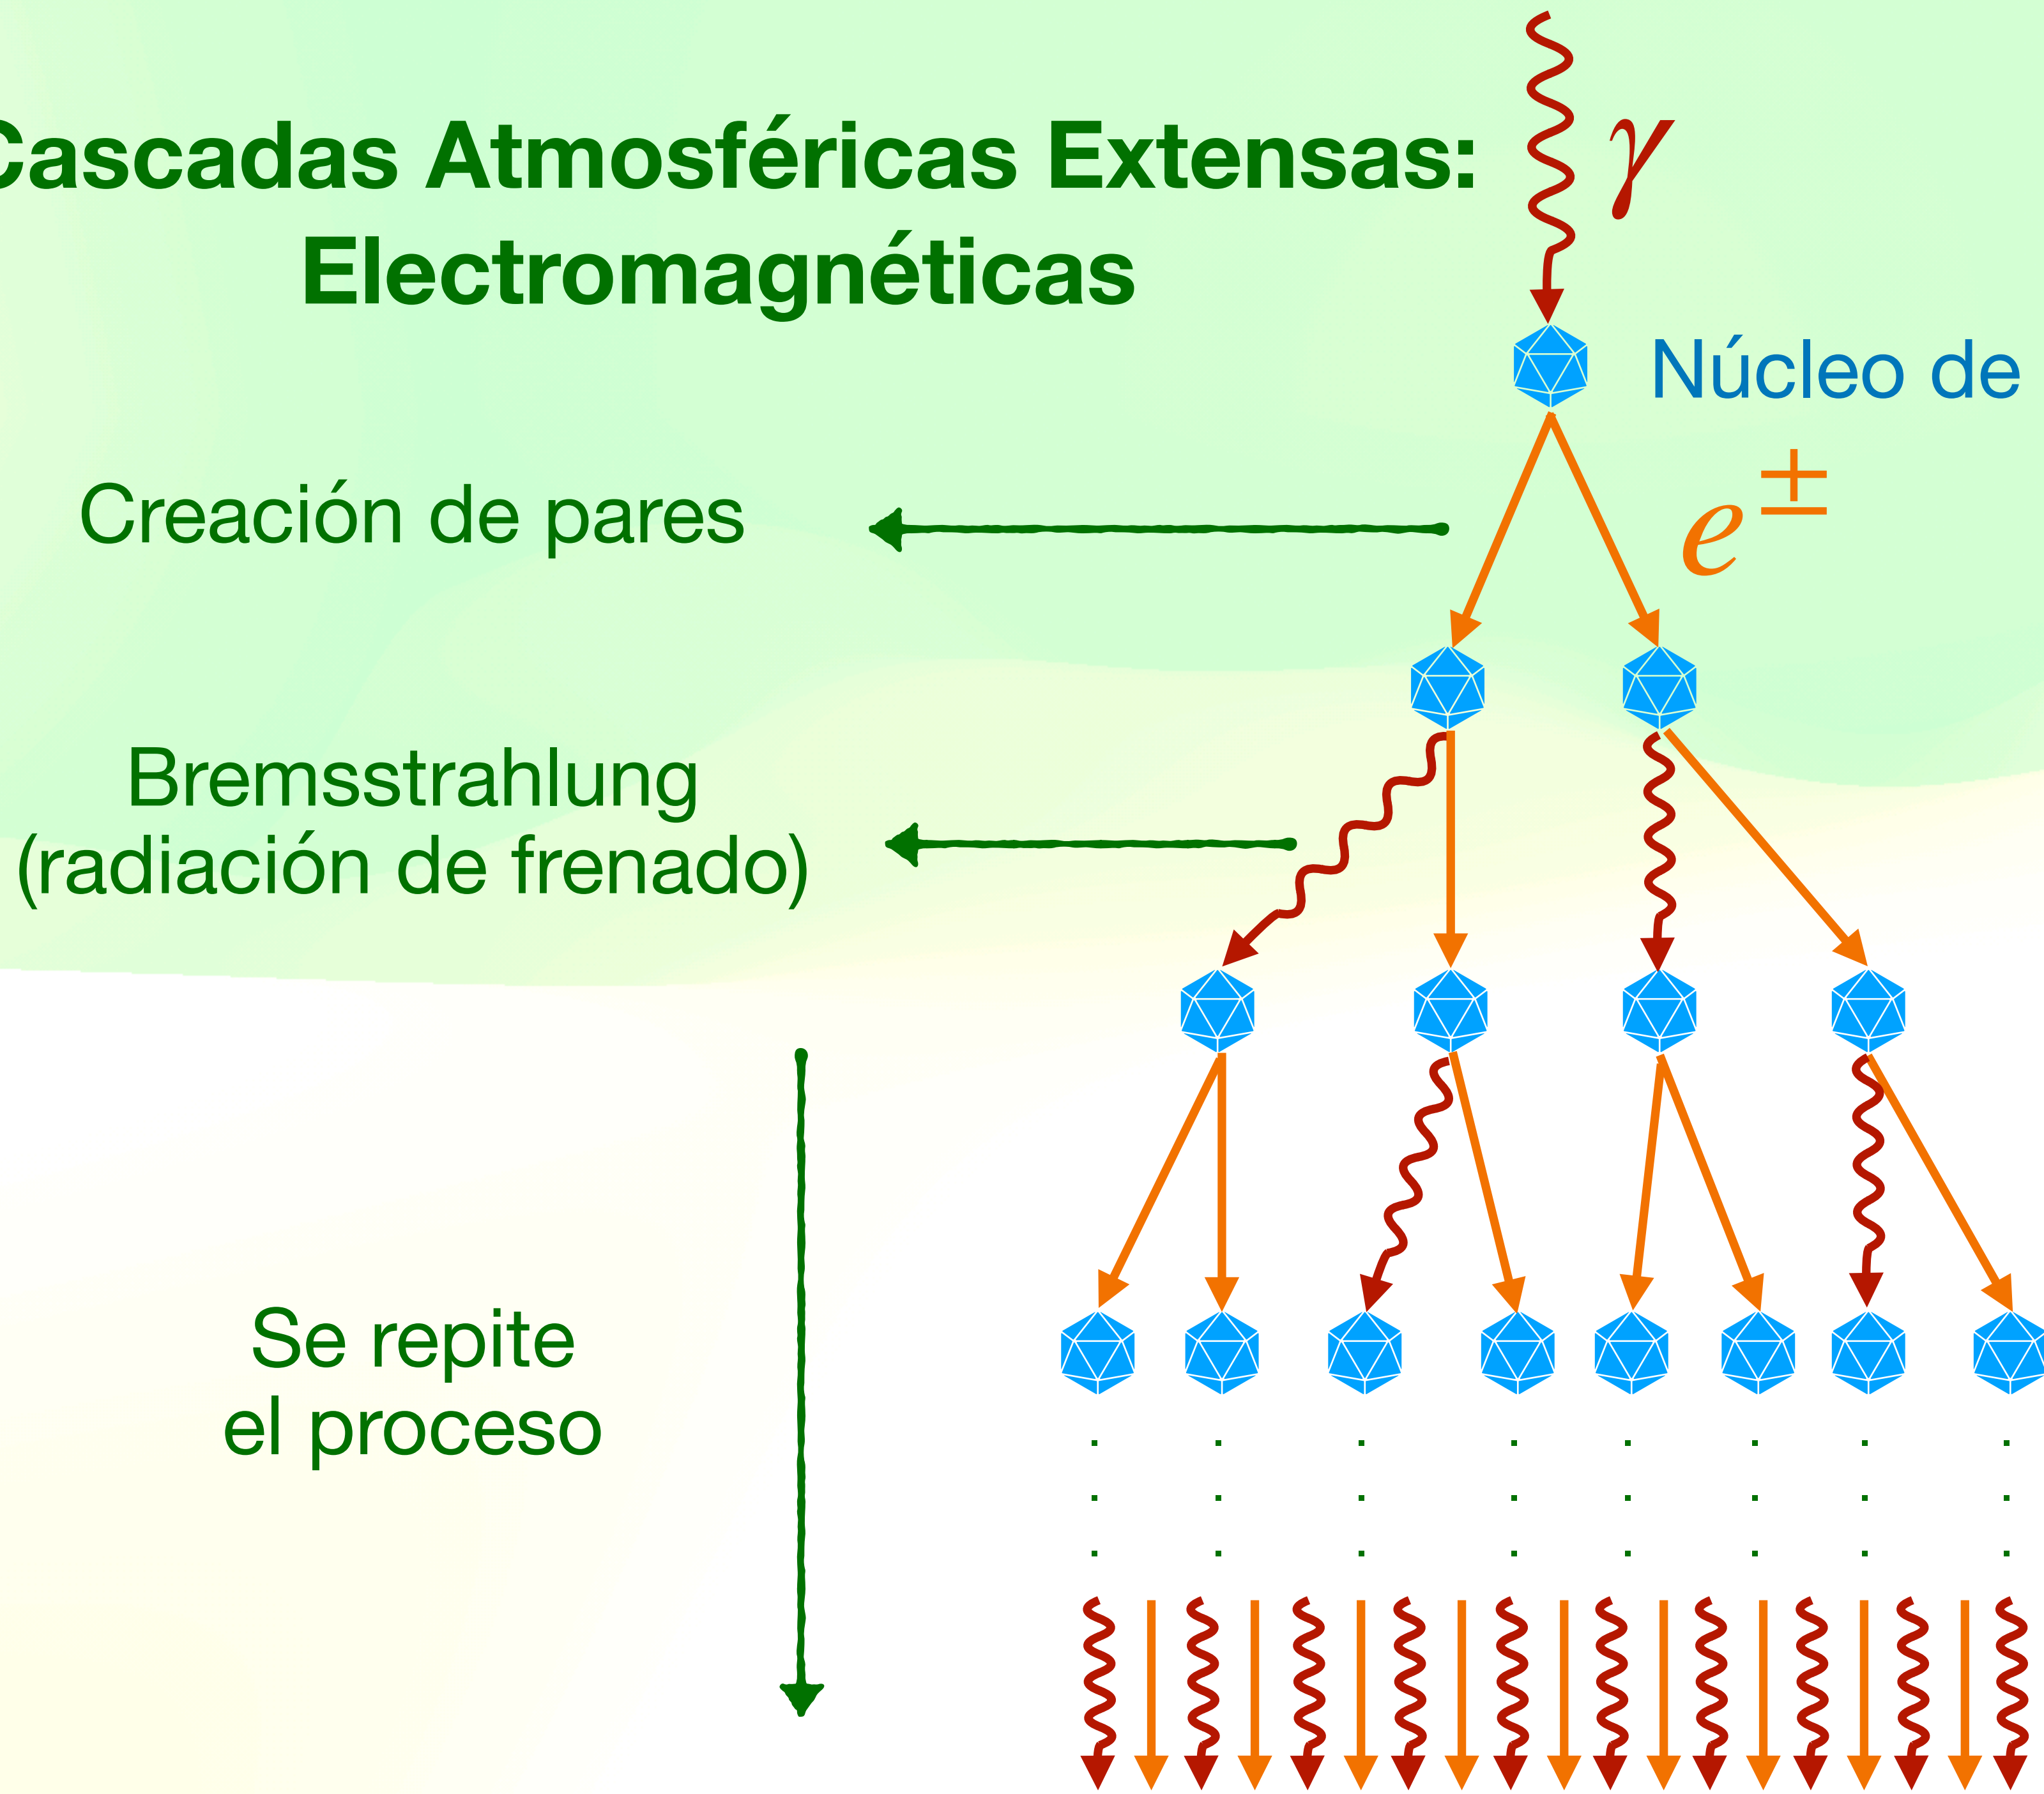 Cascadas Atmosféricas Extensas:
Electromagnéticas
γ
Núcleo de
e±
Creación de pares
Bremsstrahlung
(radiación de frenado)
Se repite
el proceso